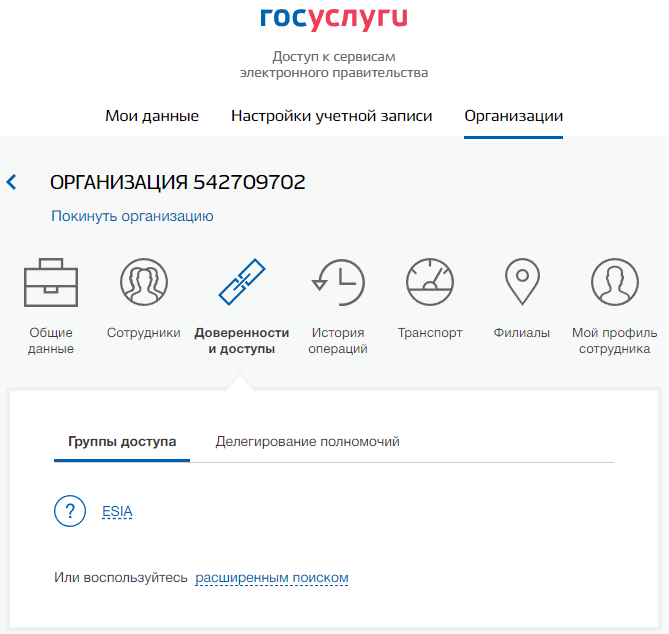 госуслуги
Доступ к сервисам
электронного правительства
Мои данные Настройки учетной записи Организации
ОРГАНИЗАЦИЯ 542709702
Покинуть организацию
Общие
данные
Сотрудники
Доверенности
и доступы
История
операций
Транспорт
Филиалы
Мой профиль
сотрудника
Группы доступа Делегирование полномочий
? ESIA
Или воспользуйтесь расширенным поиском